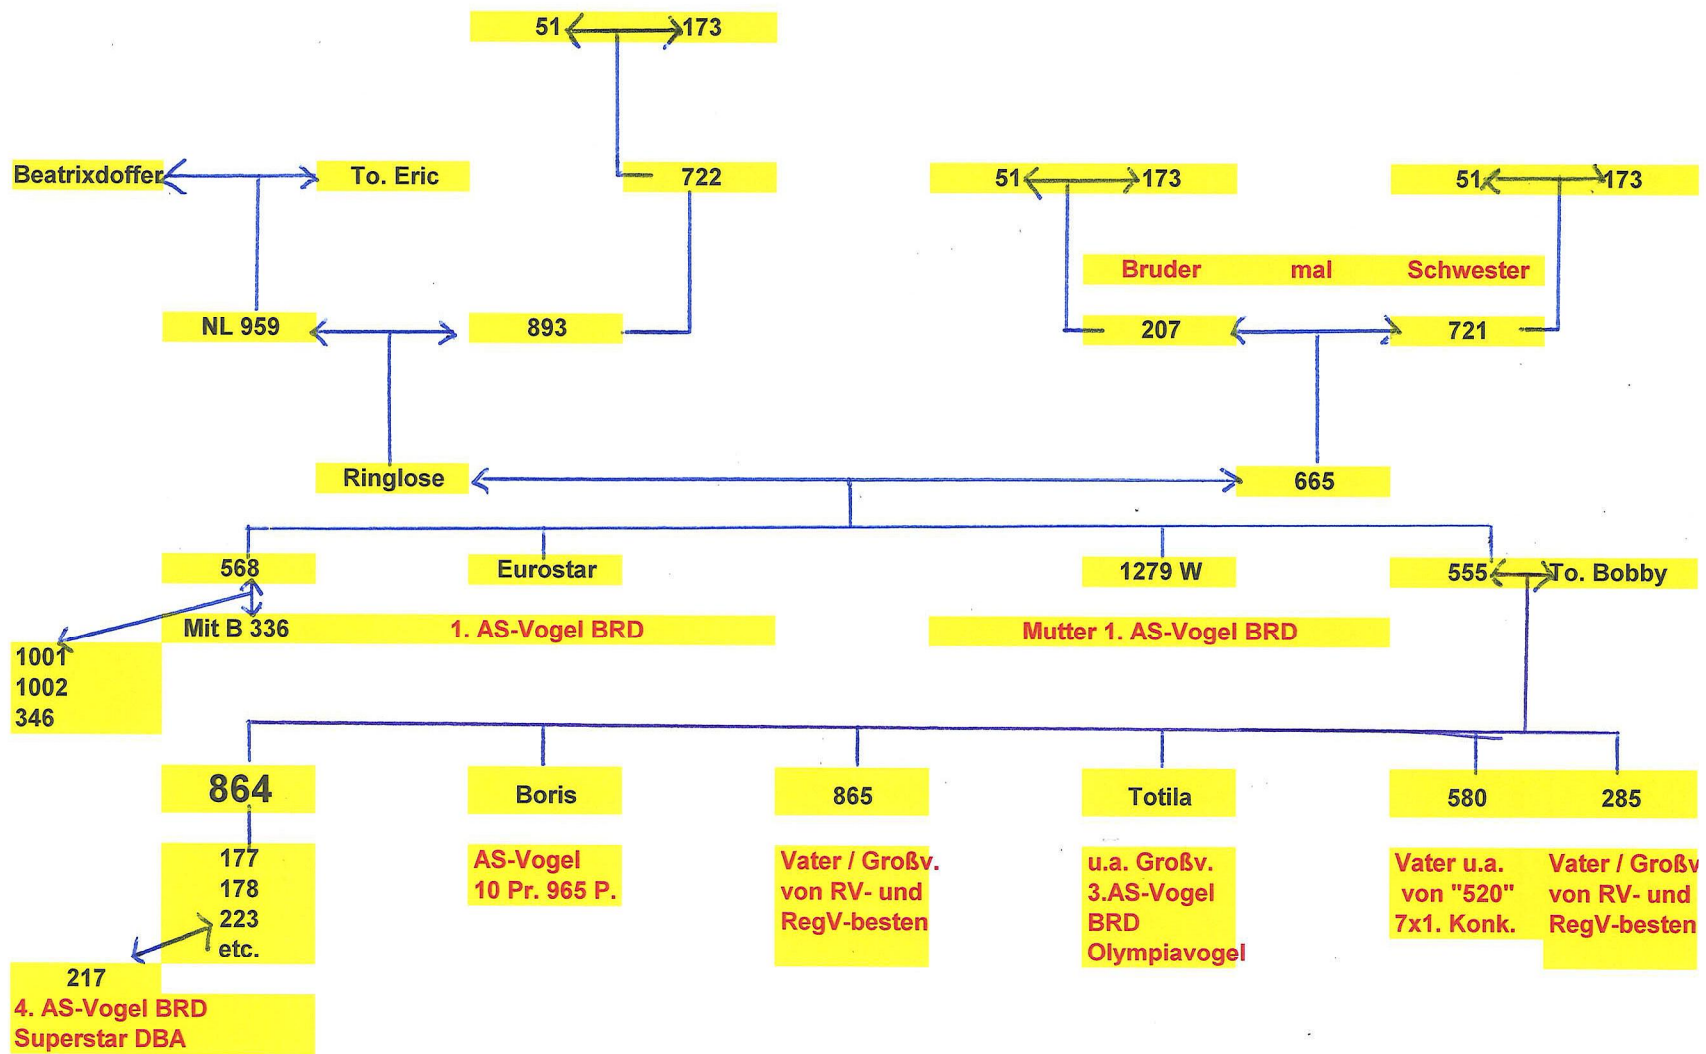 51 173
Beatrixdoffer To. Eric 722 51 173 51 173
Bruder mal Schwester
NL 959 893 207 721
Ringlose 665
568 Eurostar 1279 W 555 To. Bobby
Mit B 336 1. AS-Vogel BRD Mutter 1. AS-Vogel BRD
1001
1002
346
864 Boris 865 Totila 580 285
177
178
223
etc.
AS-Vogel
10 Pr. 965 P.
Vater / Großv.
von RV- und
RegV-besten
u.a. Großv.
3.AS-Vogel
BRD
Olympiavogel
Vater u.a.
von "520"
7x1. Konk.
Vater / Großv
von RV- und
RegV-besten
217
4. AS-Vogel BRD
Superstar DBA